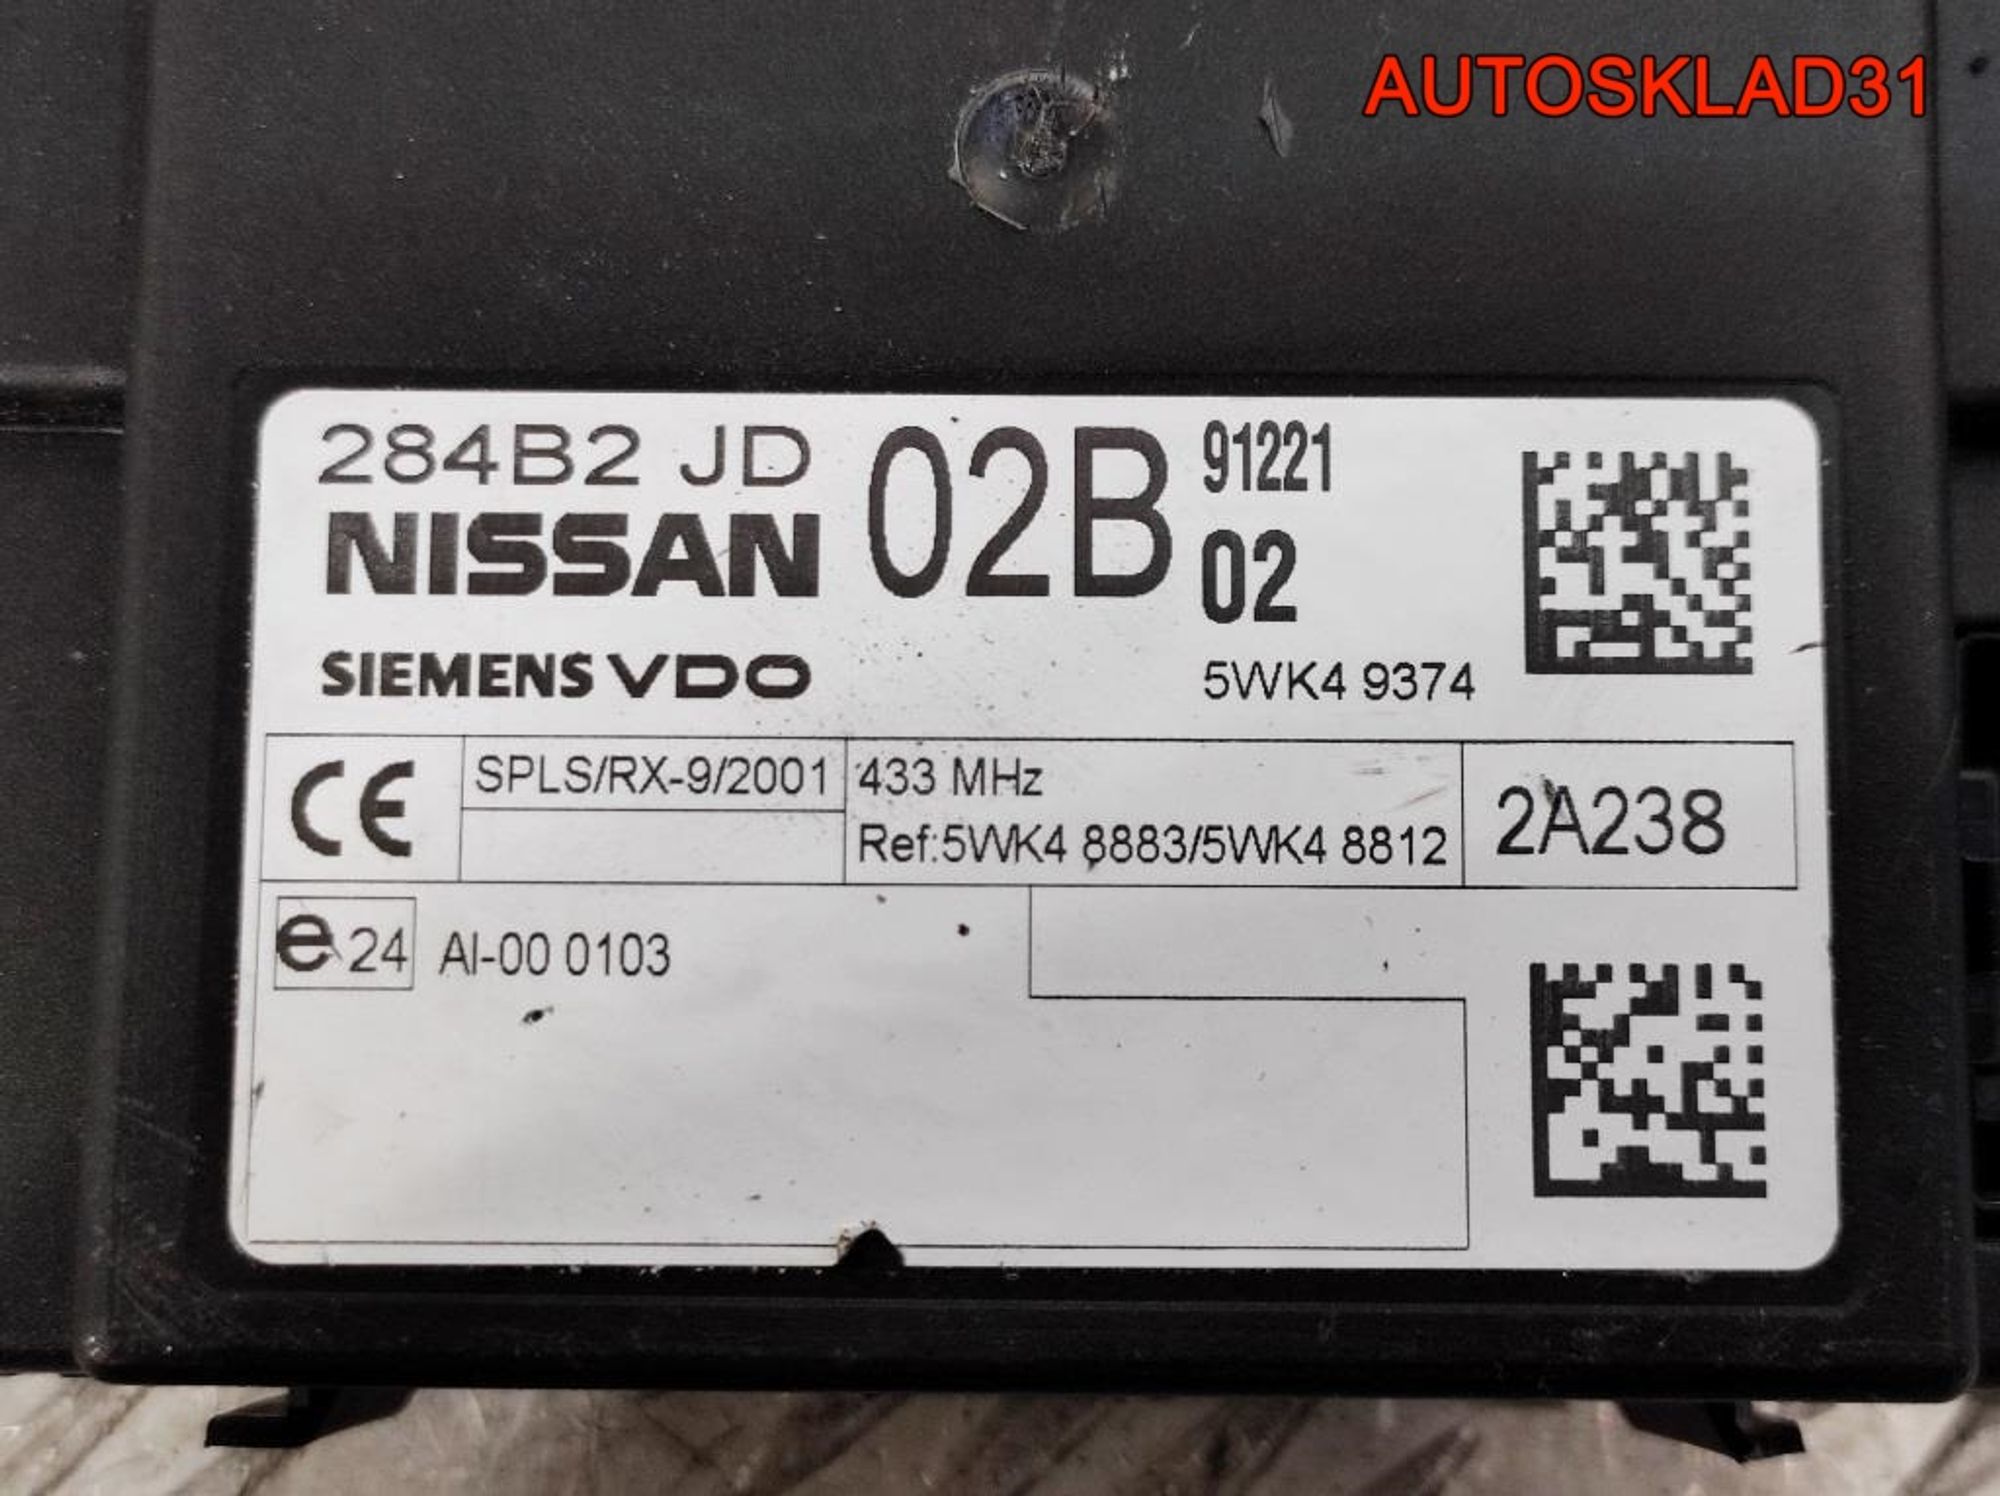 AUTOSKLAD31
284B2 JD 02B 91221
NISSAN 02
SIEMENS VDO 5WK4 9374
CE SPLS/RX-9/2001 433 MHz 2A238
Ref:5WK4 8883/5WK4 8812
e 24 AI-00 0103